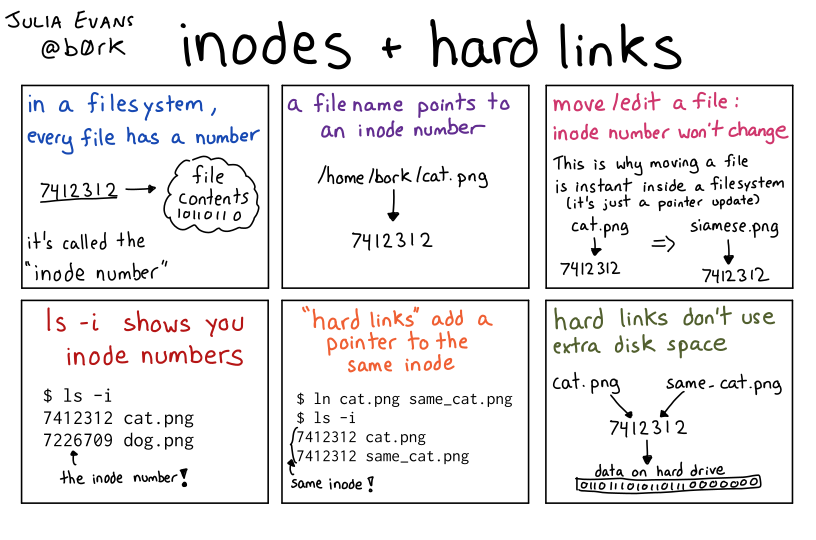 JULIA EVANS
@b0rk
inodes + hard links
in a filesystem,
every file has a number
7412312
file
contents
10110110
it's called the
"inode number"
a filename points to
an inode number
/home/bork/cat.png
7412312
move/edit a file:
inode number won't change
This is why moving a file
is instant inside a filesystem
(it's just a pointer update)
cat.png => siamese.png
7412312 7412312
ls -i shows you
inode numbers
$ ls -i
7412312 cat.png
7226709 dog.png
the inode number!
"hard links" add a
pointer to the
same inode
$ ln cat.png same_cat.png
$ ls -i
7412312 cat.png
7412312 same_cat.png
same inode!
hard links don't use
extra disk space
cat.png same-cat.png
7412312
data on hard drive